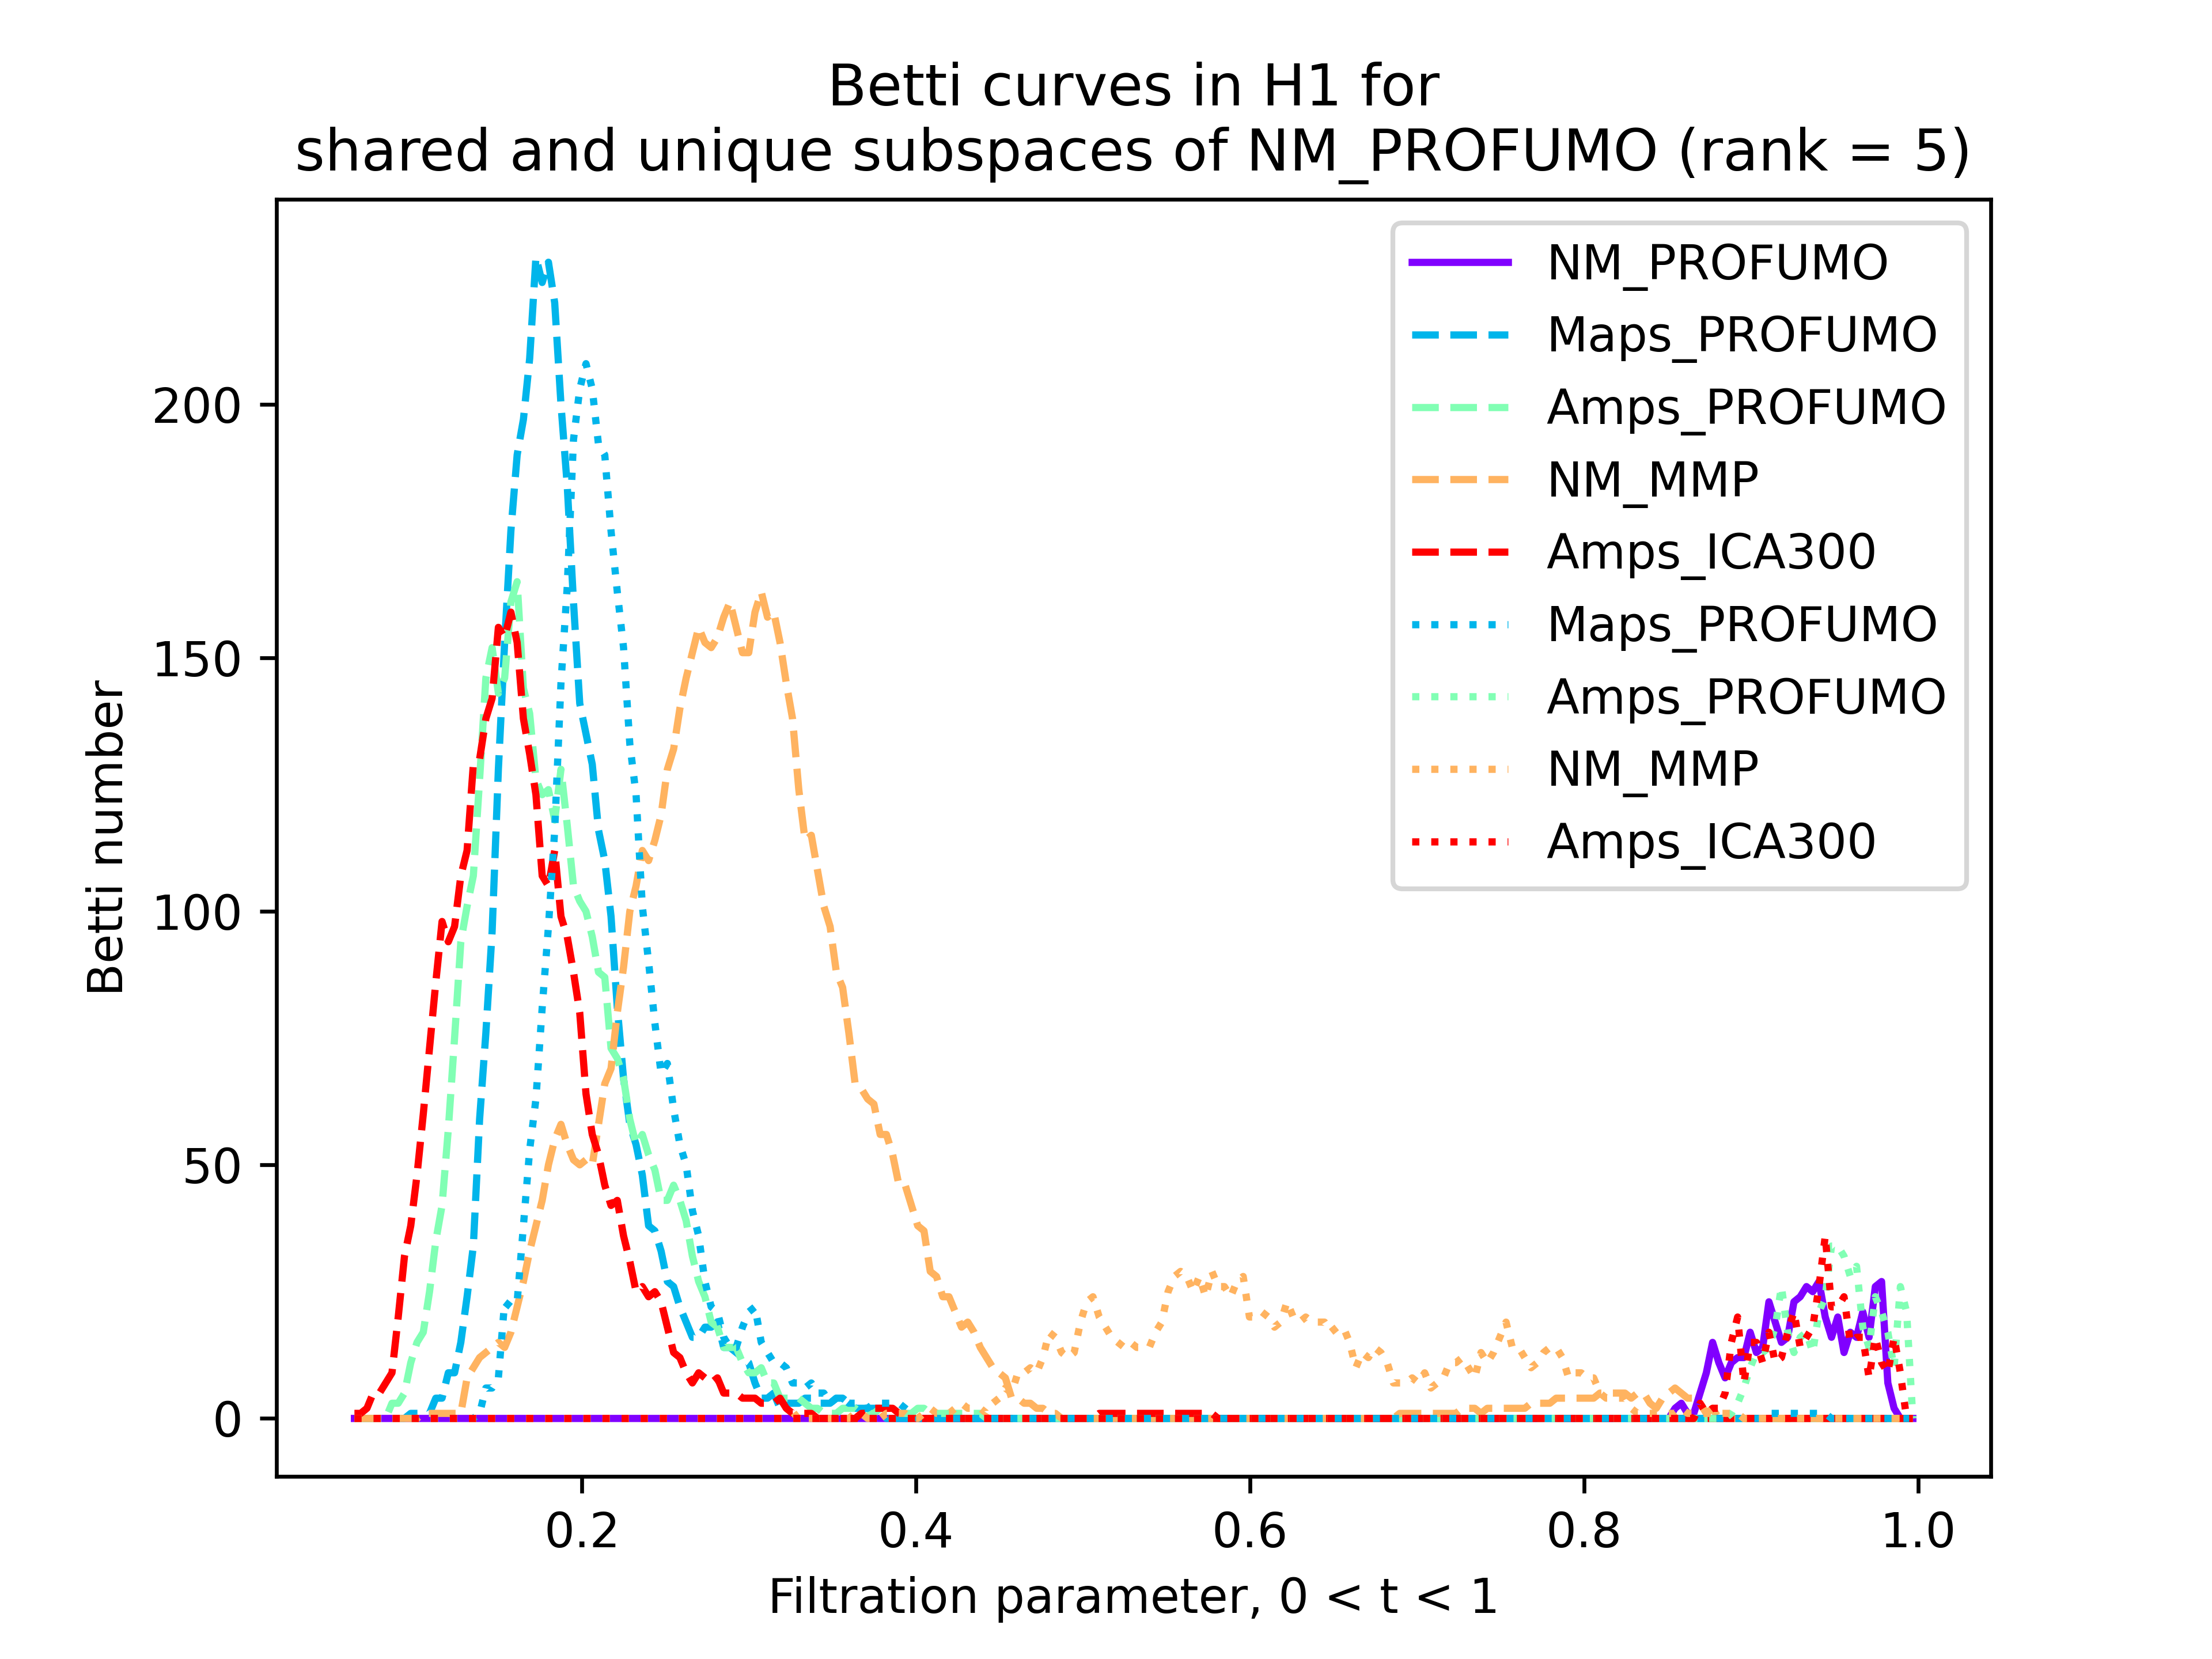 Betti curves in H1 for
shared and unique subspaces of NM_PROFUMO (rank = 5)
NM_PROFUMO
Maps_PROFUMO
Amps_PROFUMO
NM_MMP
Amps_ICA300
Maps_PROFUMO
Amps_PROFUMO
NM_MMP
Amps_ICA300
Betti number
200
150
100
50
0
0.2 0.4 0.6 0.8 1.0
Filtration parameter, 0 < t < 1